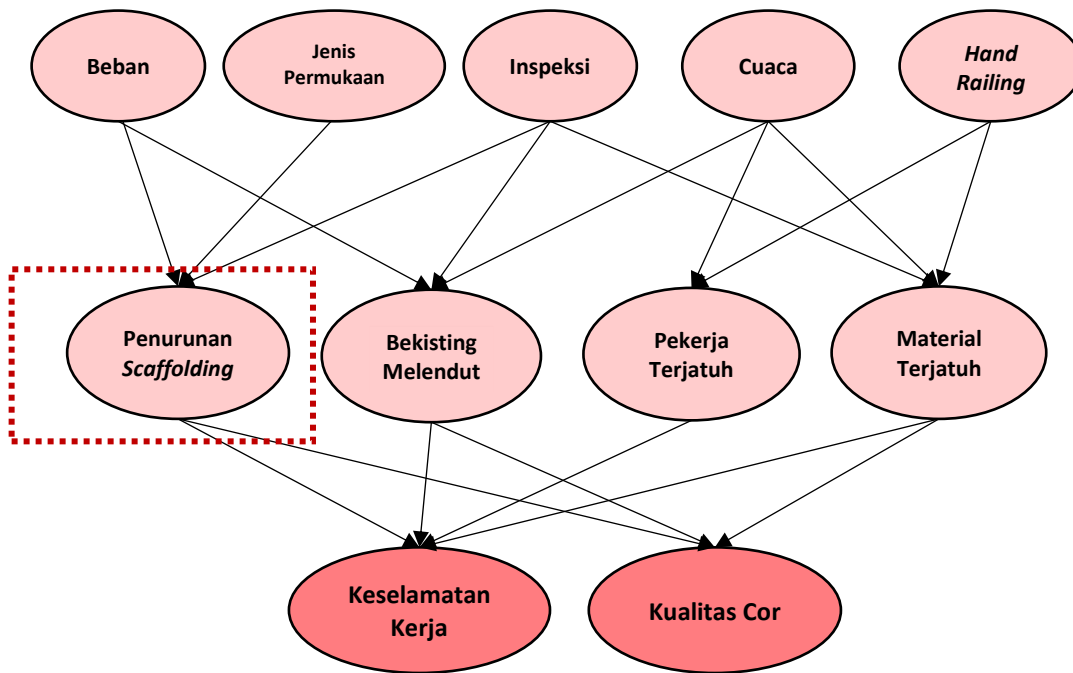 Beban
Jenis
Permukaan
Inspeksi
Cuaca
Hand
Railing
Penurunan
Scaffolding
Bekisting
Melendut
Pekerja
Terjatuh
Material
Terjatuh
Keselamatan
Kerja
Kualitas Cor